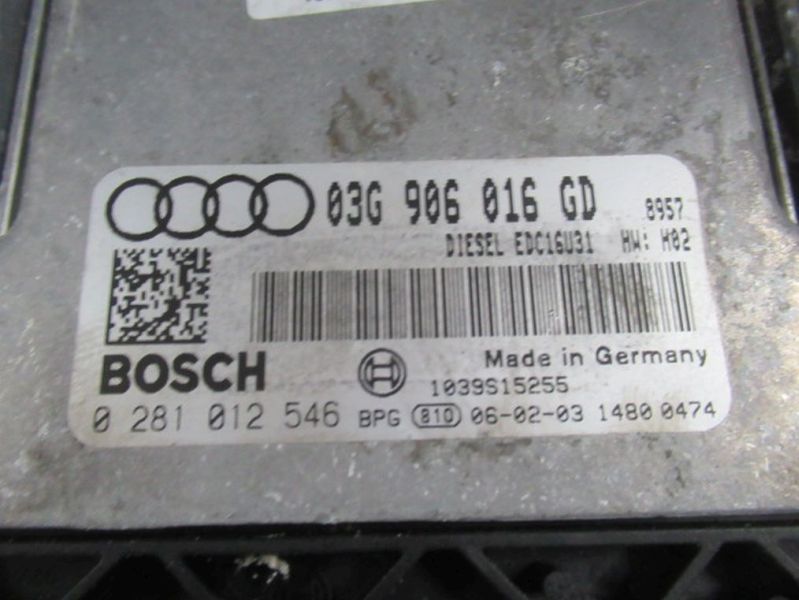 03G 906 016 GD 8957
DIESEL EDC16U31 HW: H02
BOSCH
Made in Germany
1039S15255
0 281 012 546 BPG 810 06-02-03 1480 0474